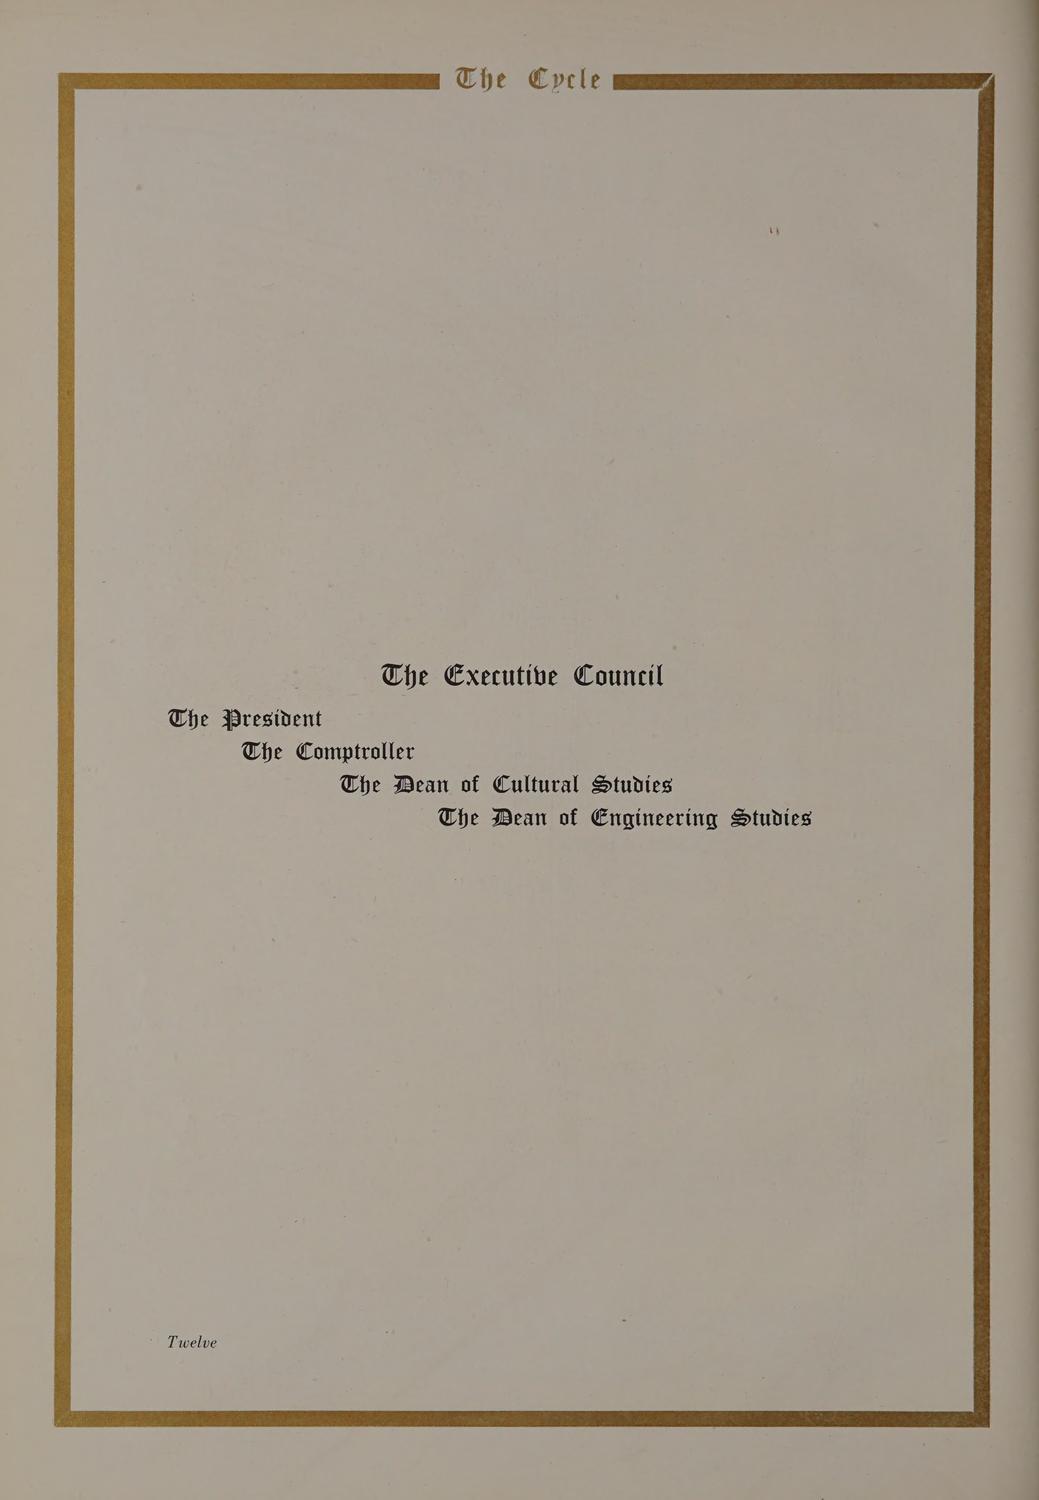 The Cycle
The Executive Council
The President
The Comptroller
The Dean of Cultural Studies
The Dean of Engineering Studies
Twelve